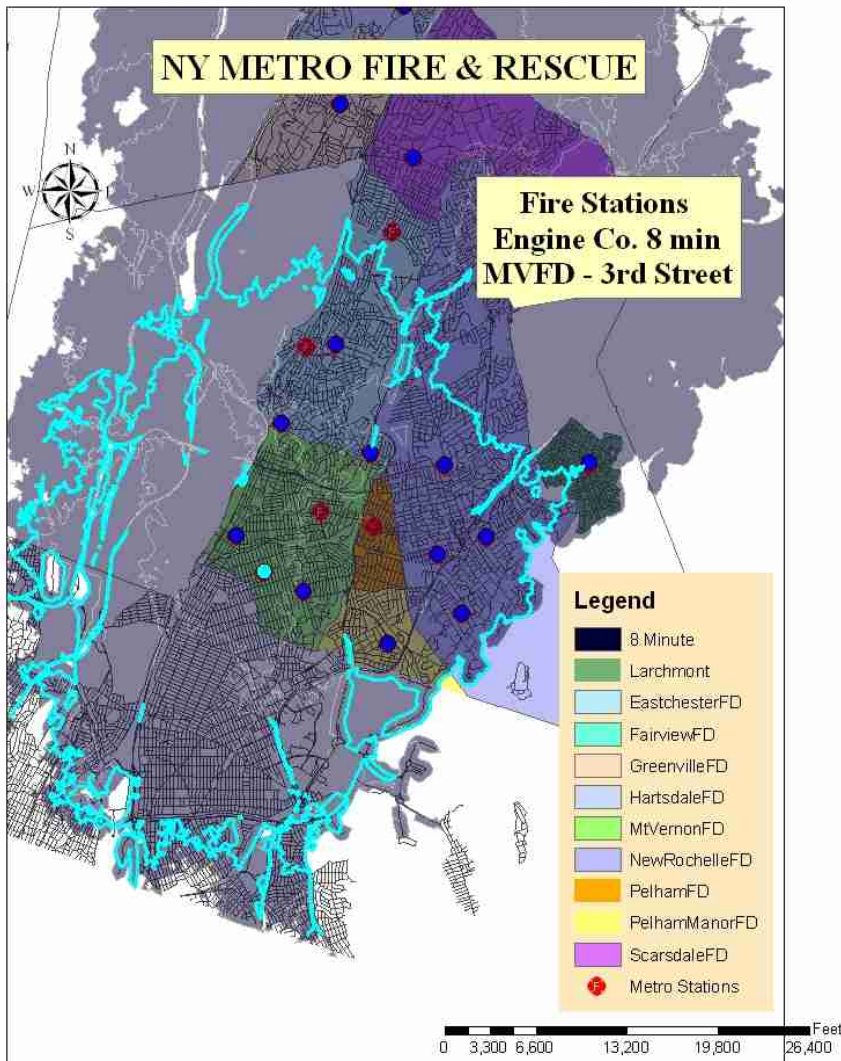 NY METRO FIRE & RESCUE
N
W
S
Fire Stations
Engine Co. 8 min
MVFD - 3rd Street
F
Legend
8 Minute
Larchmont
EastchesterFD
FairviewFD
GreenvilleFD
HartsdaleFD
MtVernonFD
NewRochelleFD
PelhamFD
PelhamManorFD
ScarsdaleFD
F Metro Stations
Feet
0 3,300 6,600 13,200 19,800 26,400